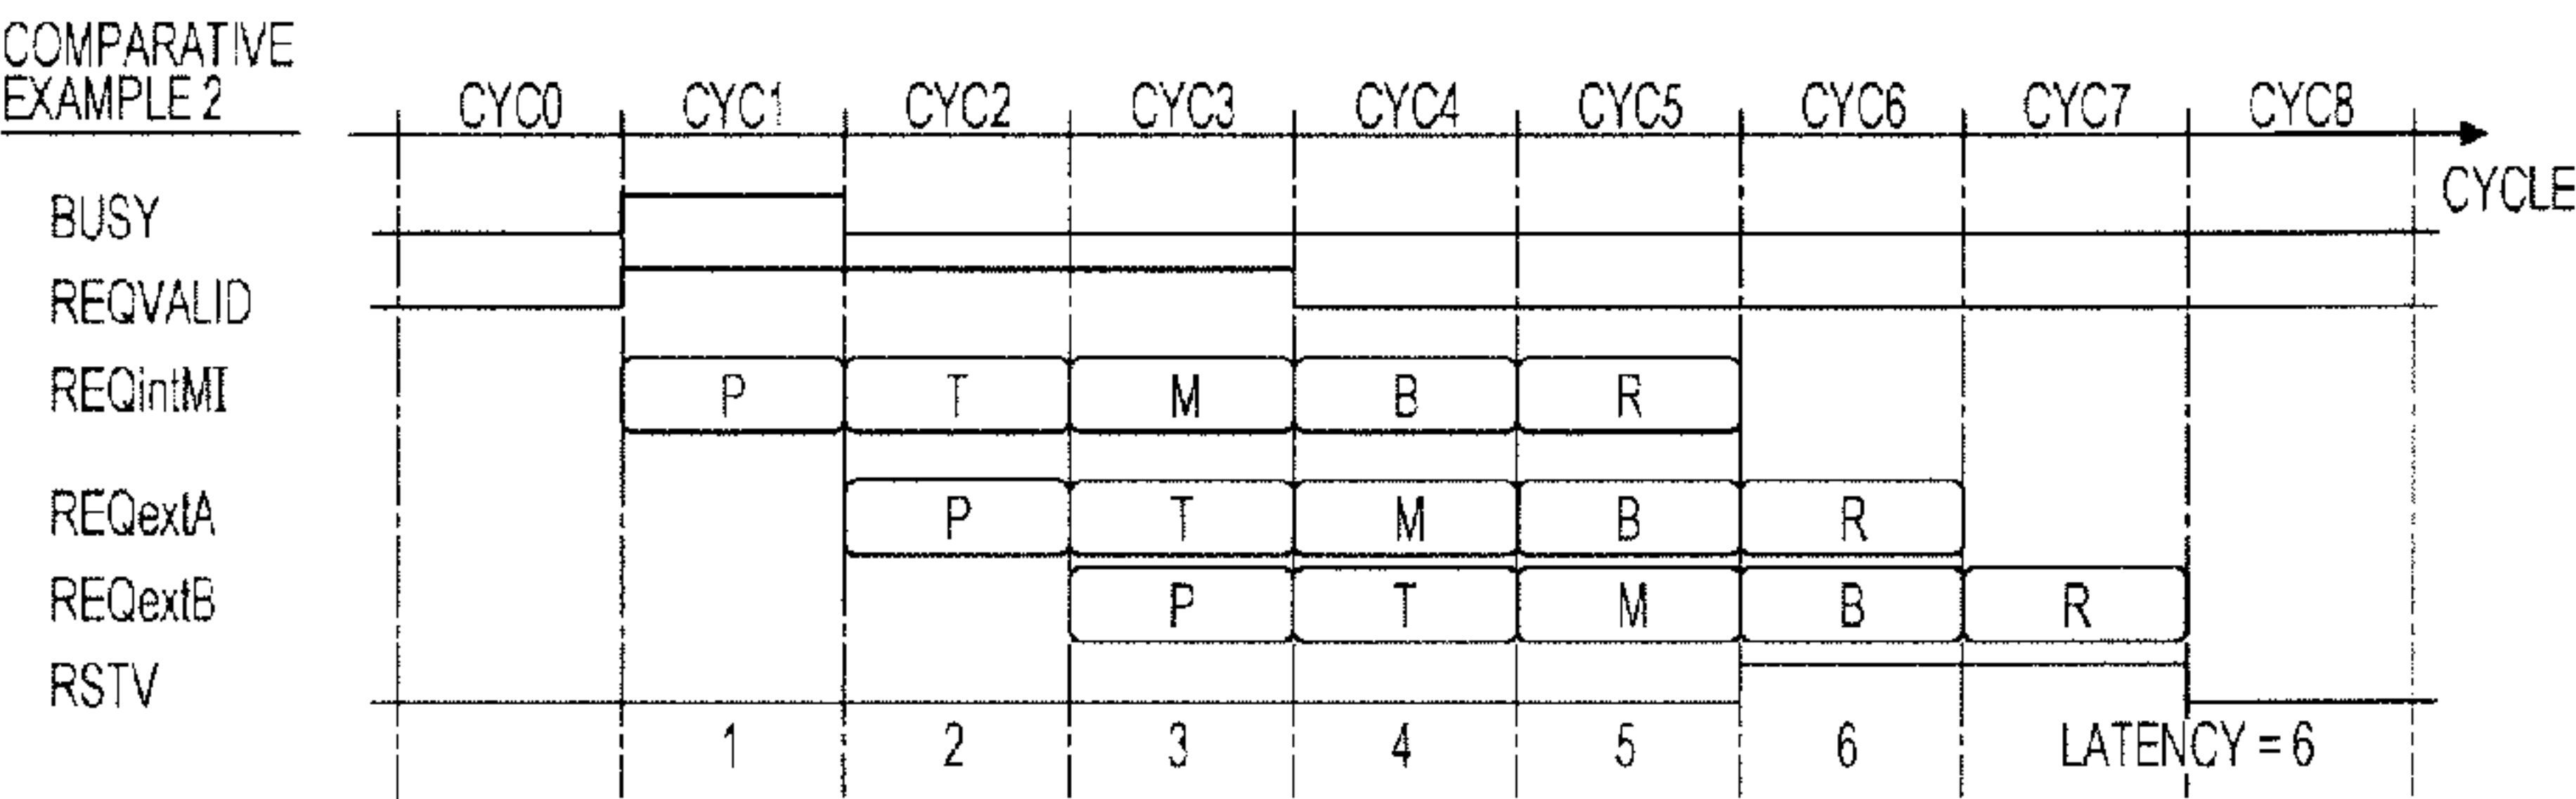 COMPARATIVE
EXAMPLE 2
CYC0 CYC1 CYC2 CYC3 CYC4 CYC5 CYC6 CYC7 CYC8
CYCLE
BUSY
REQVALID
REQintMI P T M B R
REQextA P T M B R
REQextB P T M B R
RSTV
1 2 3 4 5 6 LATENCY = 6